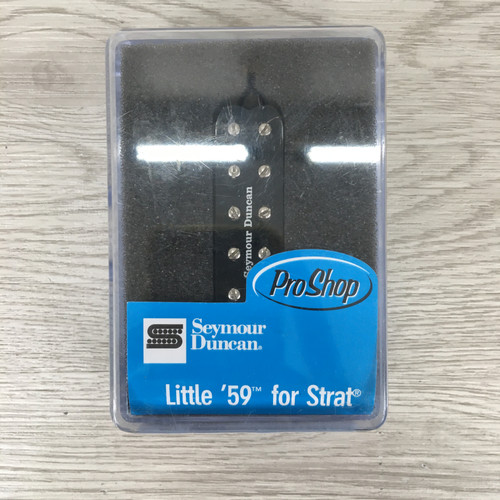 Seymour Duncan
ProShop
Seymour
Duncan®
Little '59™ for Strat®